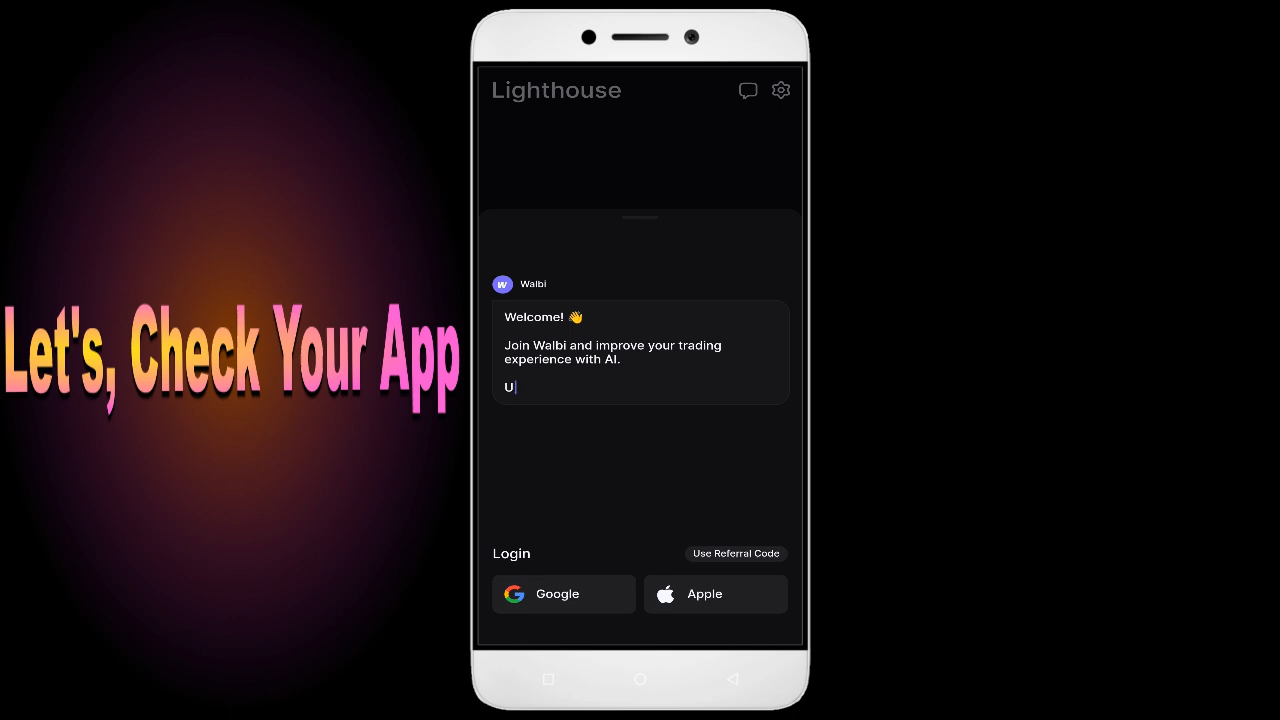 Let's, Check Your App
Lighthouse
w Walbi
Welcome! 👋
Join Walbi and improve your trading
experience with AI.
U
Login
Use Referral Code
Google
Apple